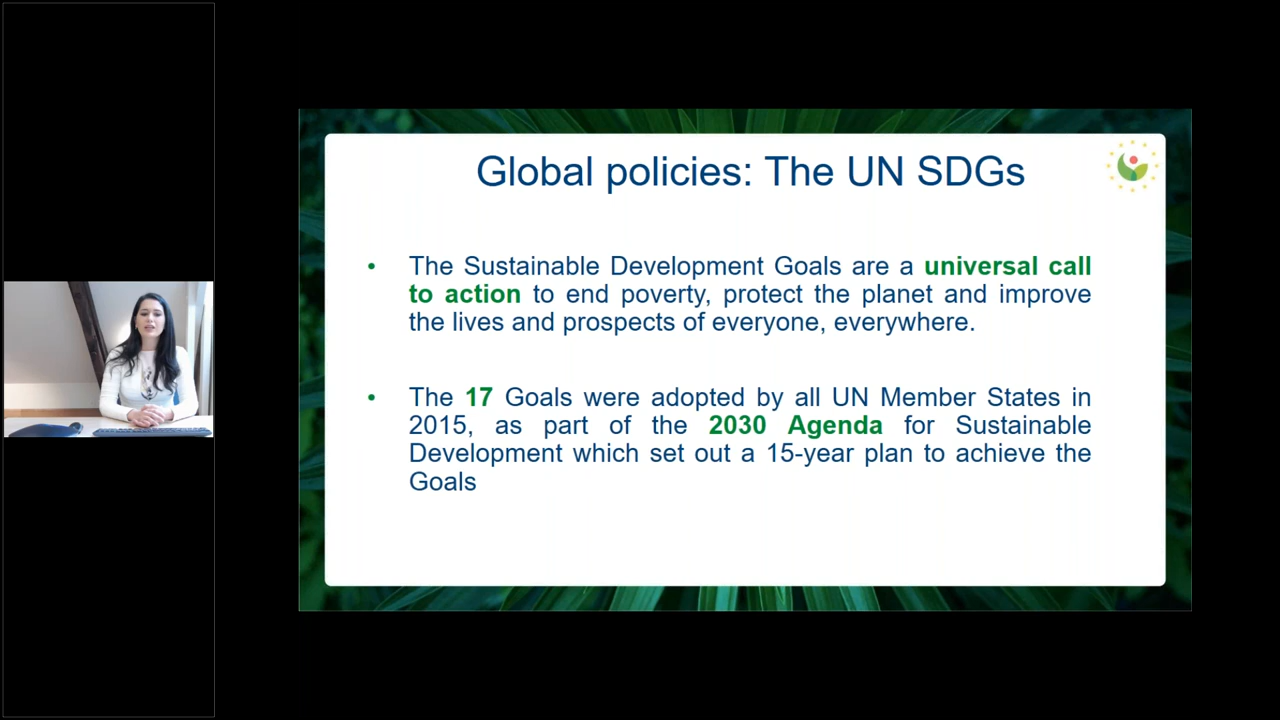 Global policies: The UN SDGs
• The Sustainable Development Goals are a universal call
to action to end poverty, protect the planet and improve
the lives and prospects of everyone, everywhere.
• The 17 Goals were adopted by all UN Member States in
2015, as part of the 2030 Agenda for Sustainable
Development which set out a 15-year plan to achieve the
Goals